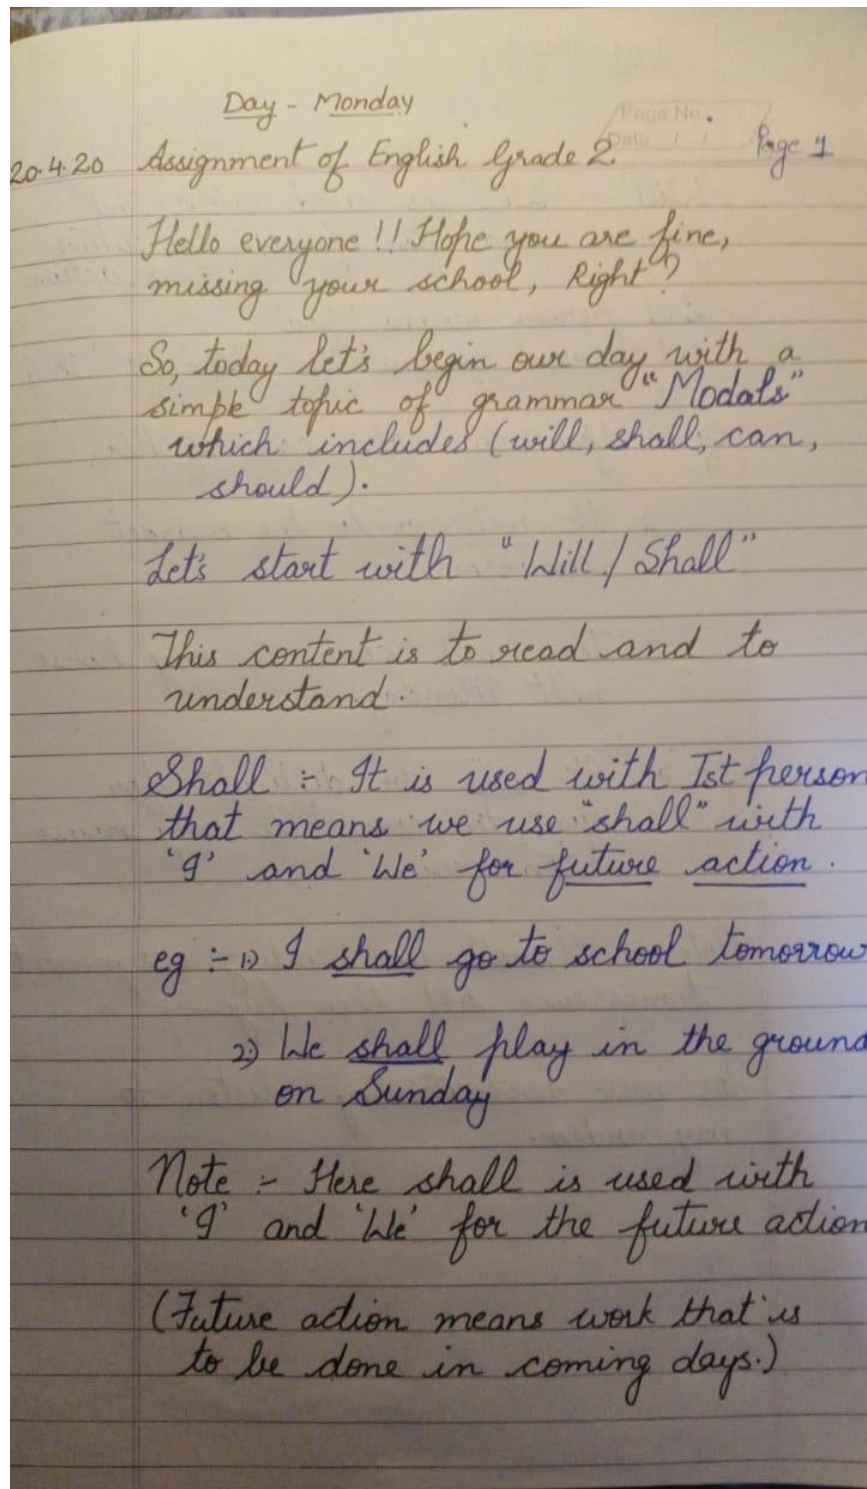 Day - Monday
Page No.
Date / /
Page 1
20.4.20 Assignment of English Grade 2.
Hello everyone !! Hope you are fine,
missing your school, Right?
So, today let's begin our day with a
simple topic of grammar "Modals"
which includes (will, shall, can,
should).
Let's start with "Will / Shall"
This content is to read and to
understand.
Shall :- It is used with Ist person
that means we use "shall" with
'I' and 'We' for future action.
eg :- 1) I shall go to school tomorrow
2) We shall play in the ground
on Sunday
Note :- Here shall is used with
'I' and 'We' for the future action
(Future action means work that is
to be done in coming days.)